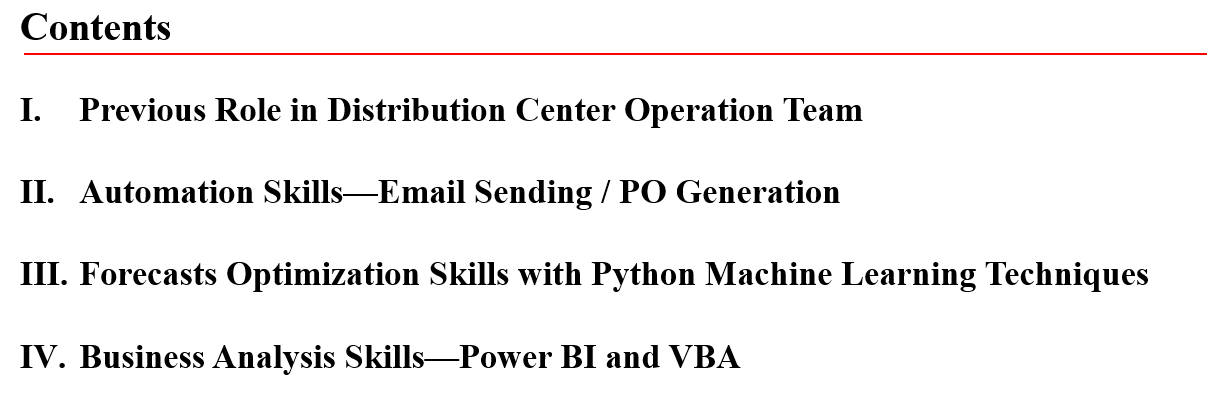 Contents
I. Previous Role in Distribution Center Operation Team
II. Automation Skills—Email Sending / PO Generation
III. Forecasts Optimization Skills with Python Machine Learning Techniques
IV. Business Analysis Skills—Power BI and VBA